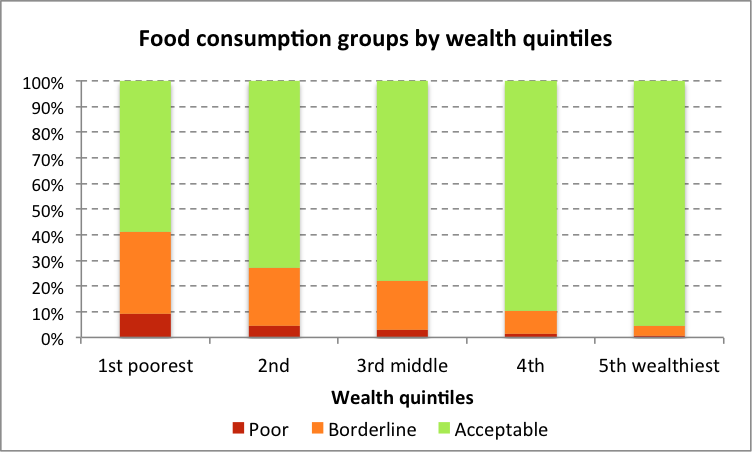 Food consumption groups by wealth quintiles
100%
90%
80%
70%
60%
50%
40%
30%
20%
10%
0%
1st poorest 2nd 3rd middle 4th 5th wealthiest
Wealth quintiles
Poor Borderline Acceptable